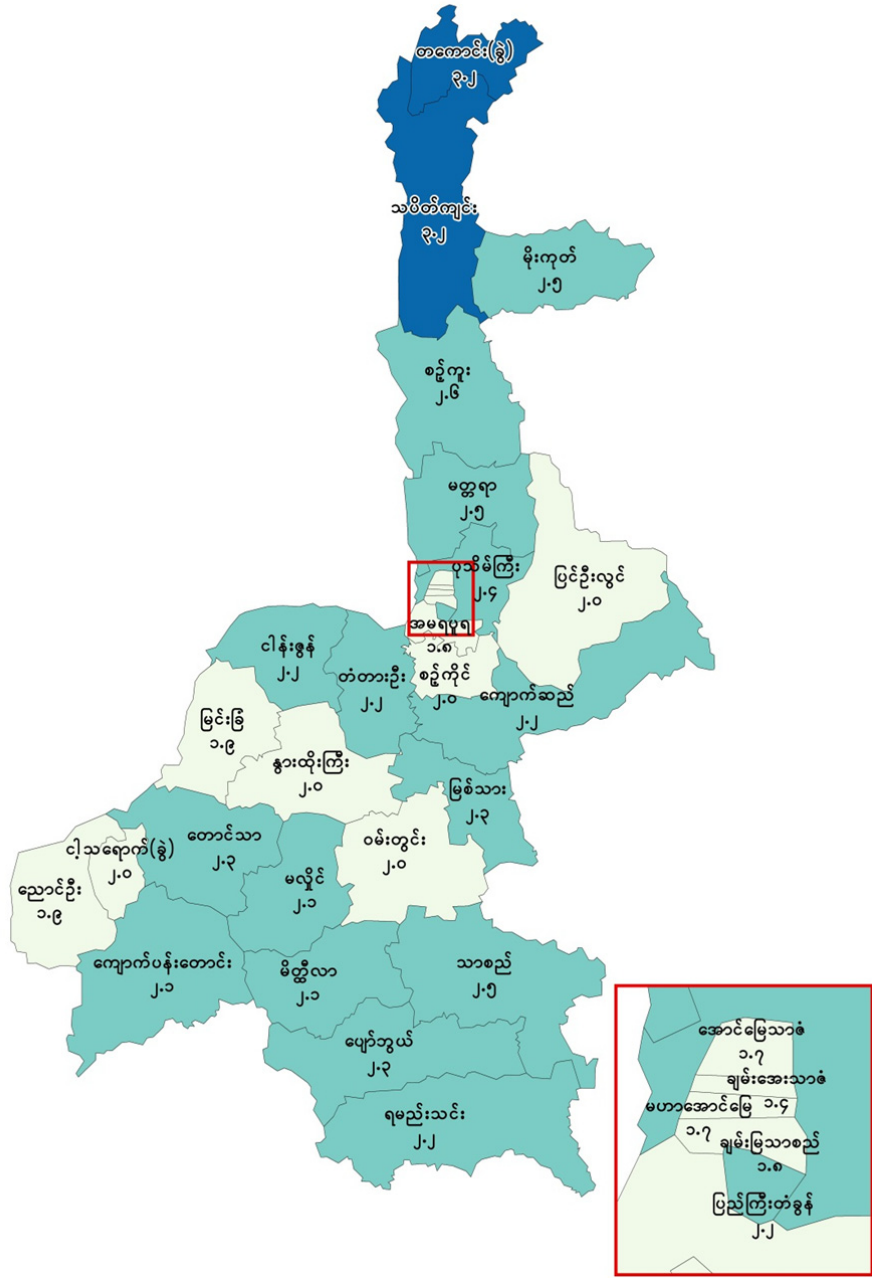 တကောင်း(ခွဲ)
၃.၂
သပိတ်ကျင်း
၃.၂
မိုးကုတ်
၂.၅
စဉ့်ကူး
၂.၆
မတ္တရာ
၂.၅
ပုသိမ်ကြီး
၂.၄
ပြင်ဦးလွင်
၂.၀
အမရပူရ
၁.၈
စဉ့်ကိုင်
၂.၀
ကျောက်ဆည်
၂.၂
ငါန်းဇွန်
၂.၂
တံတားဦး
၂.၂
မြင်းခြံ
၁.၉
နွားထိုးကြီး
၂.၀
မြစ်သား
၂.၃
တောင်သာ
၂.၃
ဝမ်းတွင်း
၂.၀
ငါ့သရောက်(ခွဲ)
၂.၀
မလှိုင်
၂.၁
ညောင်ဦး
၁.၉
ကျောက်ပန်းတောင်း
၂.၁
မိတ္ထီလာ
၂.၁
သာစည်
၂.၅
ပျော်ဘွယ်
၂.၃
ရမည်းသင်း
၂.၂
အောင်မြေသာဇံ
၁.၇
ချမ်းအေးသာဇံ
၁.၄
မဟာအောင်မြေ
၁.၇
ချမ်းမြသာစည်
၁.၈
ပြည်ကြီးတံခွန်
၂.၂